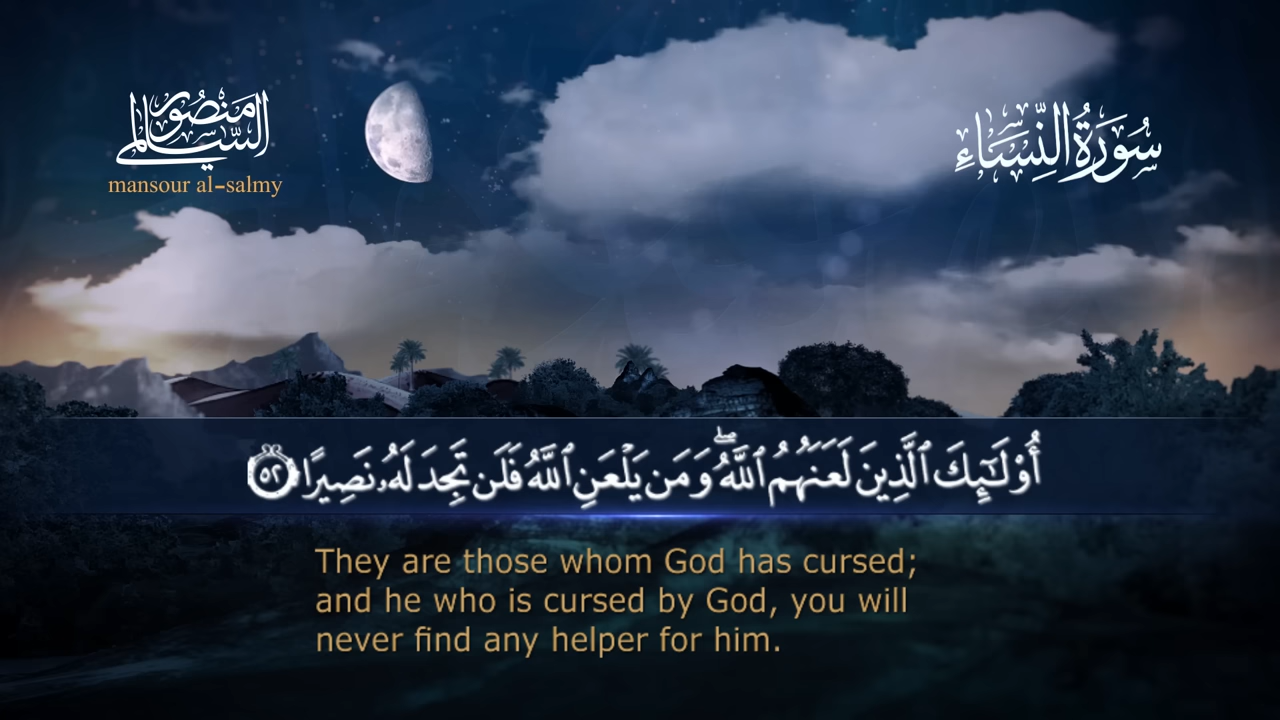 منصور السالمي
mansour al-salmy
سُورَةُ النِّسَاءِ
أُو۟لَـٰٓئِكَ ٱلَّذِينَ لَعَنَهُمُ ٱللَّهُ ۖ وَمَن يَلْعَنِ ٱللَّهُ فَلَن تَجِدَ لَهُۥ نَصِيرًا ٥٢
They are those whom God has cursed;
and he who is cursed by God, you will
never find any helper for him.